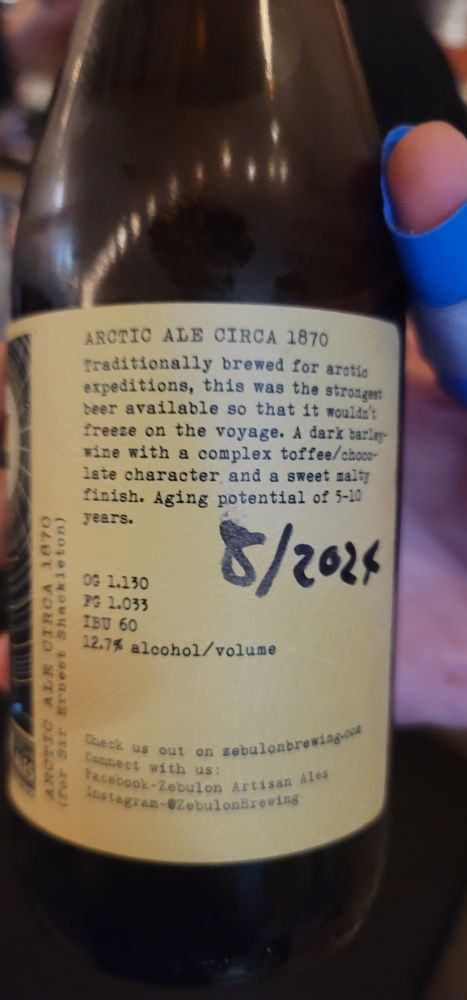 ARCTIC ALE CIRCA 1870
Traditionally brewed for arctic
expeditions, this was the strongest
beer available so that it wouldn't
freeze on the voyage. A dark barley-
wine with a complex toffee/choco-
late character and a sweet malty
finish. Aging potential of 5-10
years.
8/2024
OG 1.130
FG 1.033
IBU 60
12.7% alcohol/volume
Check us out on zebulonbrewing.com
Connect with us:
Facebook-Zebulon Artisan Ales
Instagram-@ZebulonBrewing
ARCTIC ALE CIRCA 1870
(for Sir Ernest Shackleton)